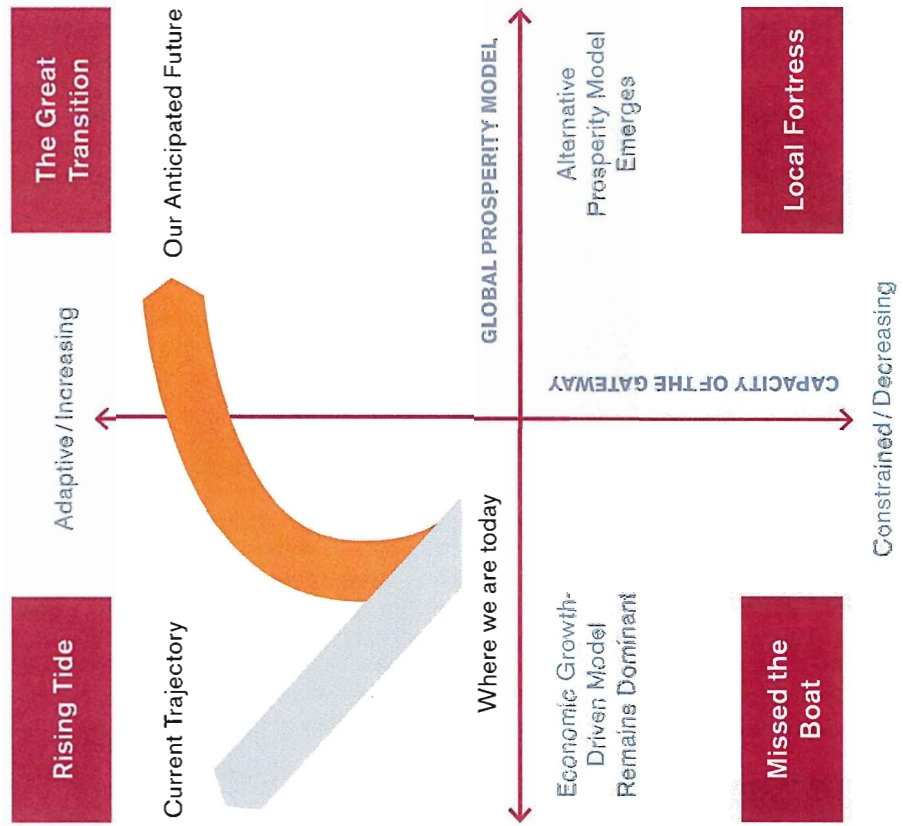 Rising Tide
Adaptive/Increasing
The Great
Transition
Current Trajectory
Our Anticipated Future
Where we are today
GLOBAL PROSPERITY MODEL
Economic Growth-
Driven Model
Remains Dominant
CAPACITY OF THE GATEWAY
Alternative
Prosperity Model
Emerges
Missed the
Boat
Local Fortress
Constrained/Decreasing